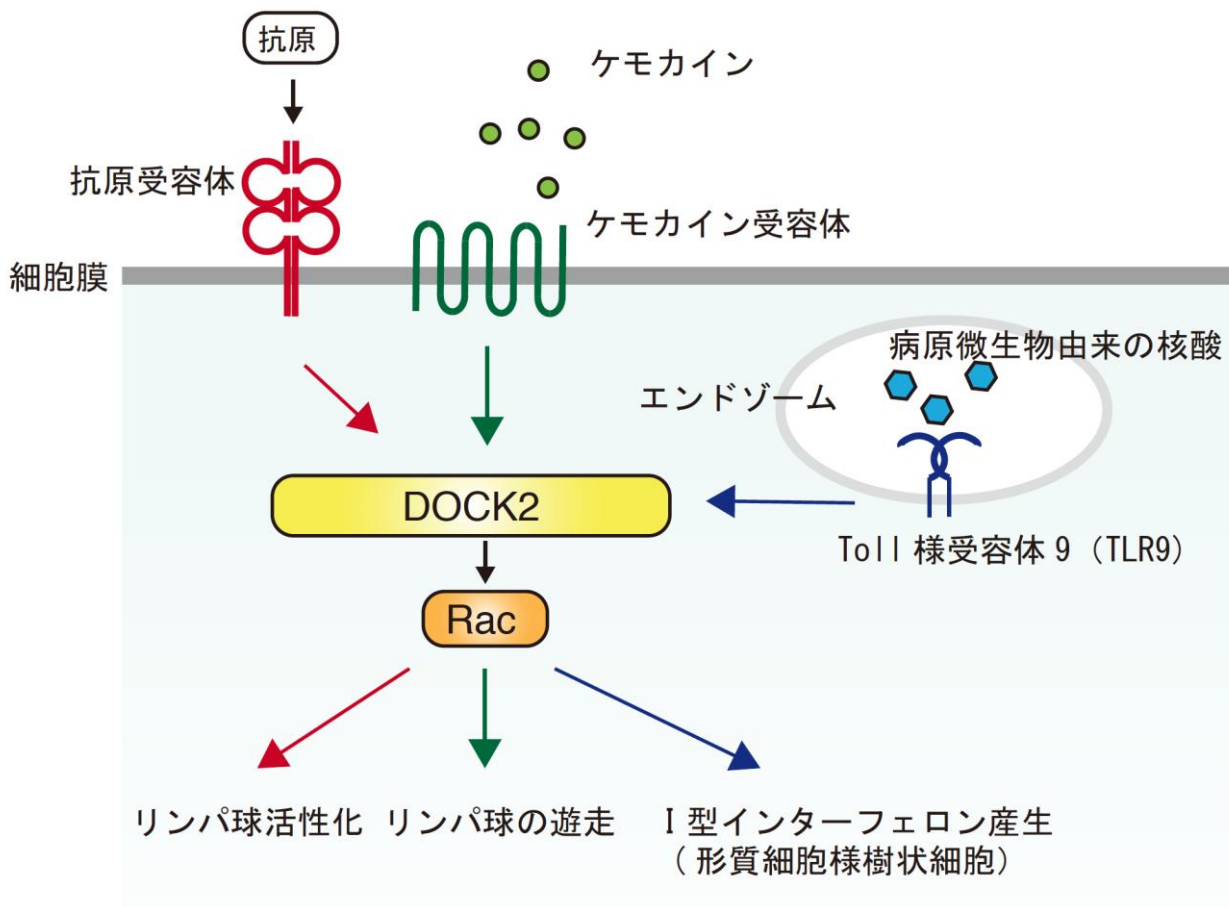 抗原
ケモカイン
抗原受容体
ケモカイン受容体
細胞膜
病原微生物由来の核酸
エンドゾーム
DOCK2
Toll 様受容体 9（TLR9）
Rac
リンパ球活性化
リンパ球の遊走
Ⅰ型インターフェロン産生
（形質細胞様樹状細胞）